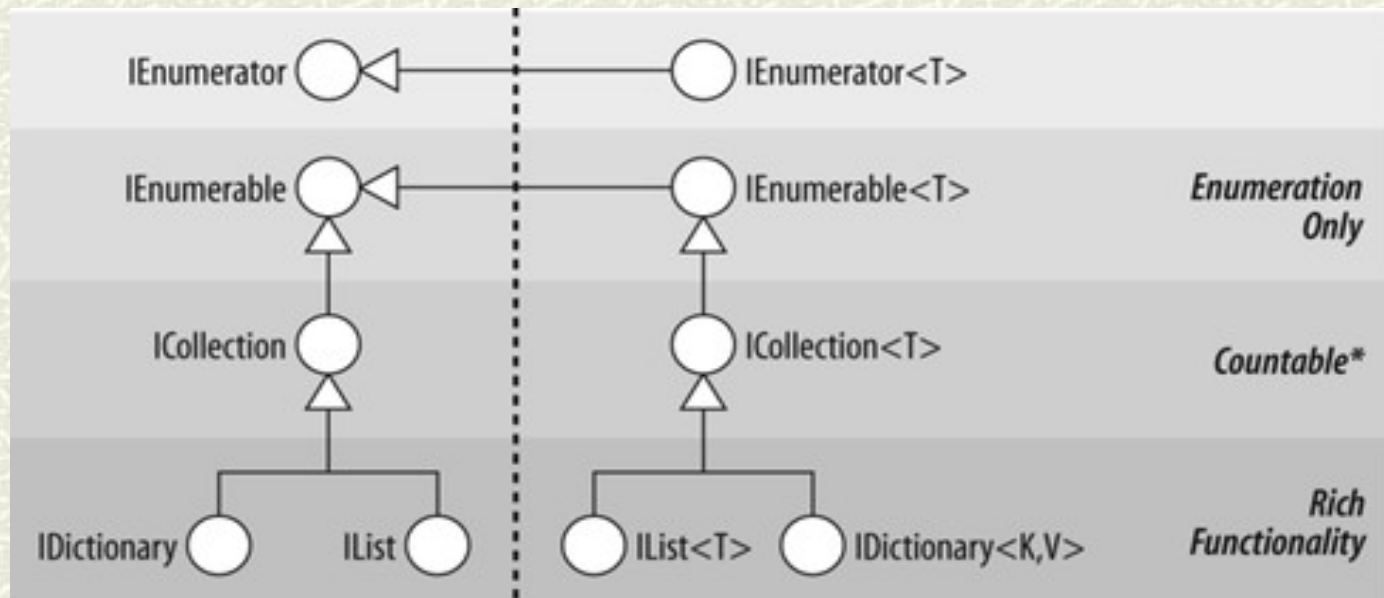 IEnumerator
IEnumerator<T>
IEnumerable
IEnumerable<T>
Enumeration
Only
ICollection
ICollection<T>
Countable*
IDictionary
IList
IList<T>
IDictionary<K,V>
Rich
Functionality